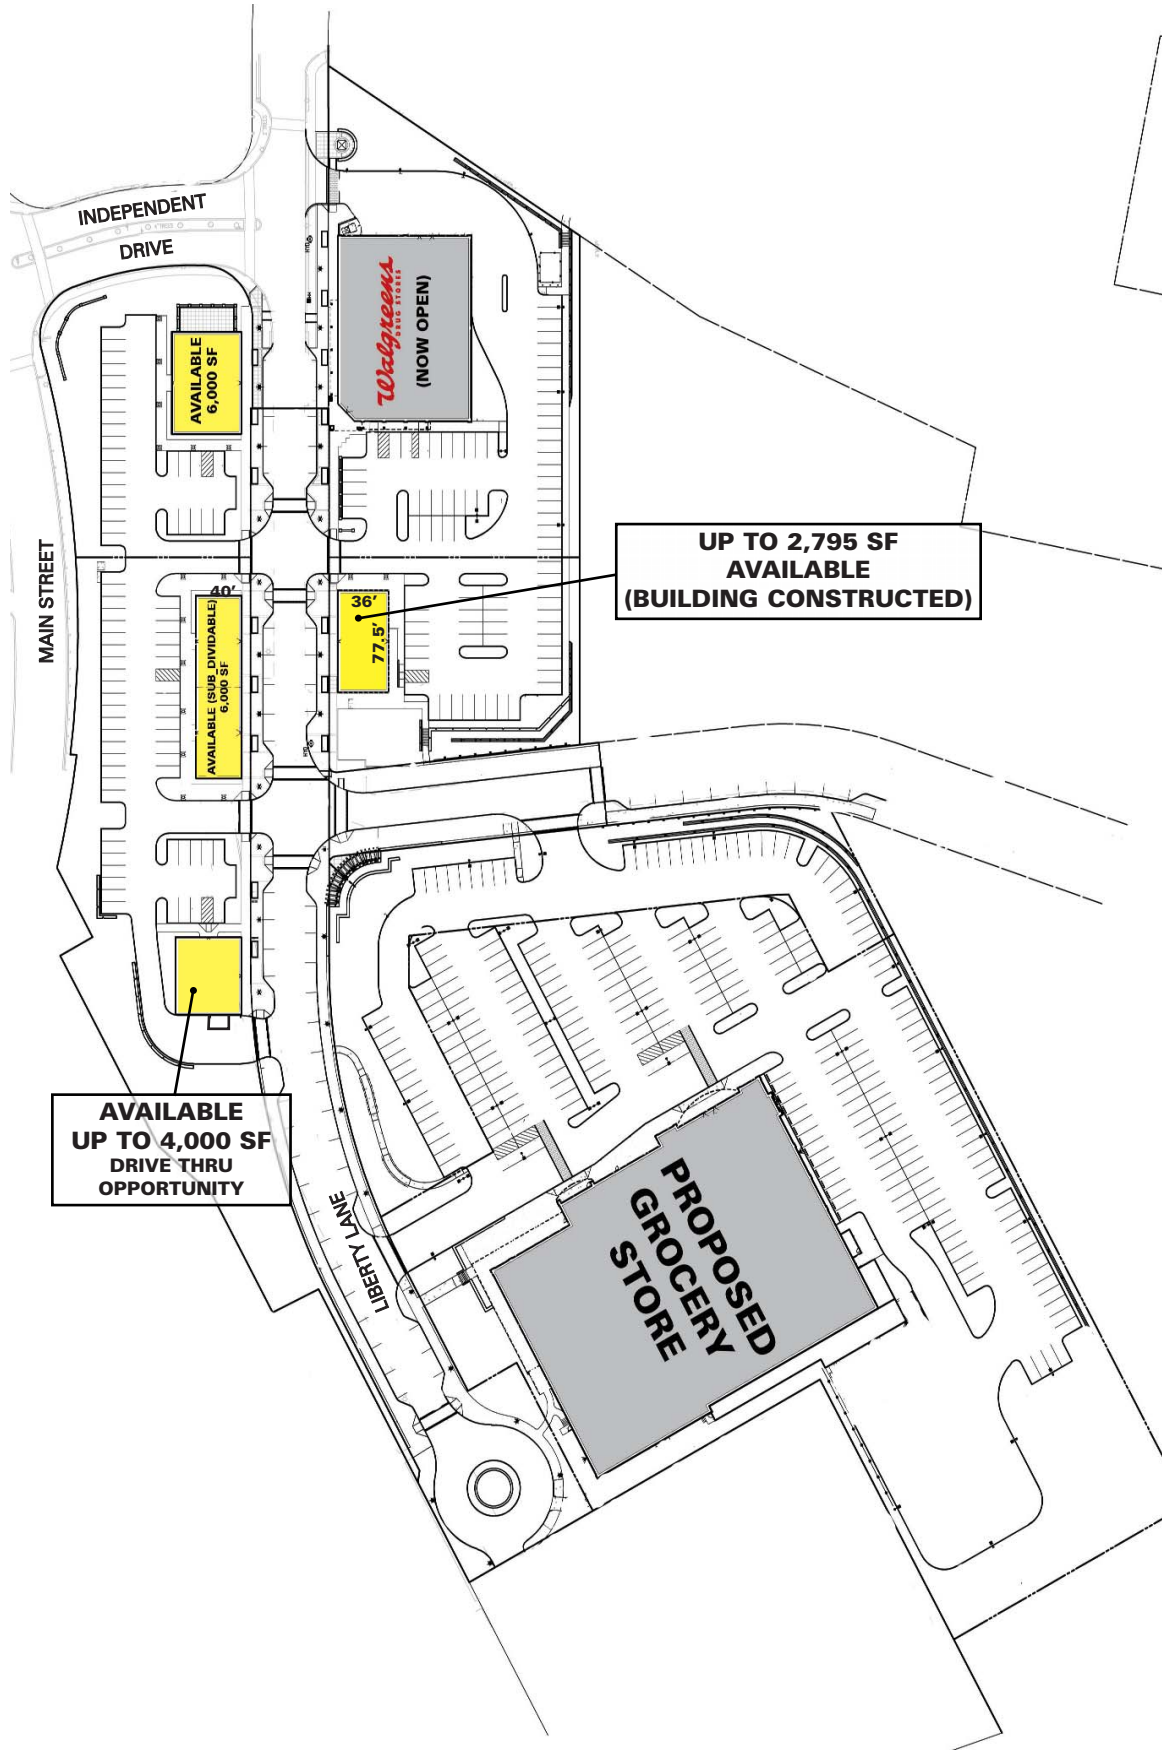 INDEPENDENT
DRIVE
Walgreens
DRUG STORES
(NOW OPEN)
AVAILABLE
6,000 SF
MAIN STREET
UP TO 2,795 SF
AVAILABLE
(BUILDING CONSTRUCTED)
40'
AVAILABLE (SUB_DIVIDABLE)
6,000 SF
36'
77.5'
AVAILABLE
UP TO 4,000 SF
DRIVE THRU
OPPORTUNITY
LIBERTY LANE
PROPOSED
GROCERY
STORE